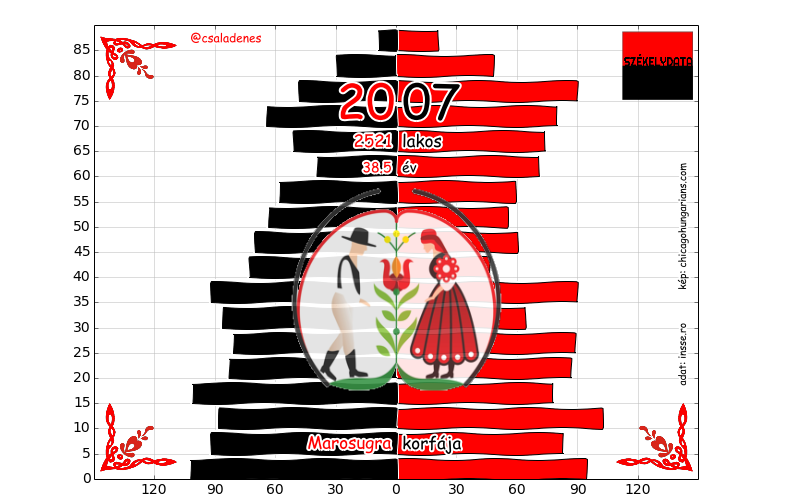 @csaladenes
SZÉKELYDATA
2007
2521 lakos
38.5 év
kép: chicagohungarians.com
adat: insse.ro
Marosugra korfája
85
80
75
70
65
60
55
50
45
40
35
30
25
20
15
10
5
0
120 90 60 30 0 30 60 90 120